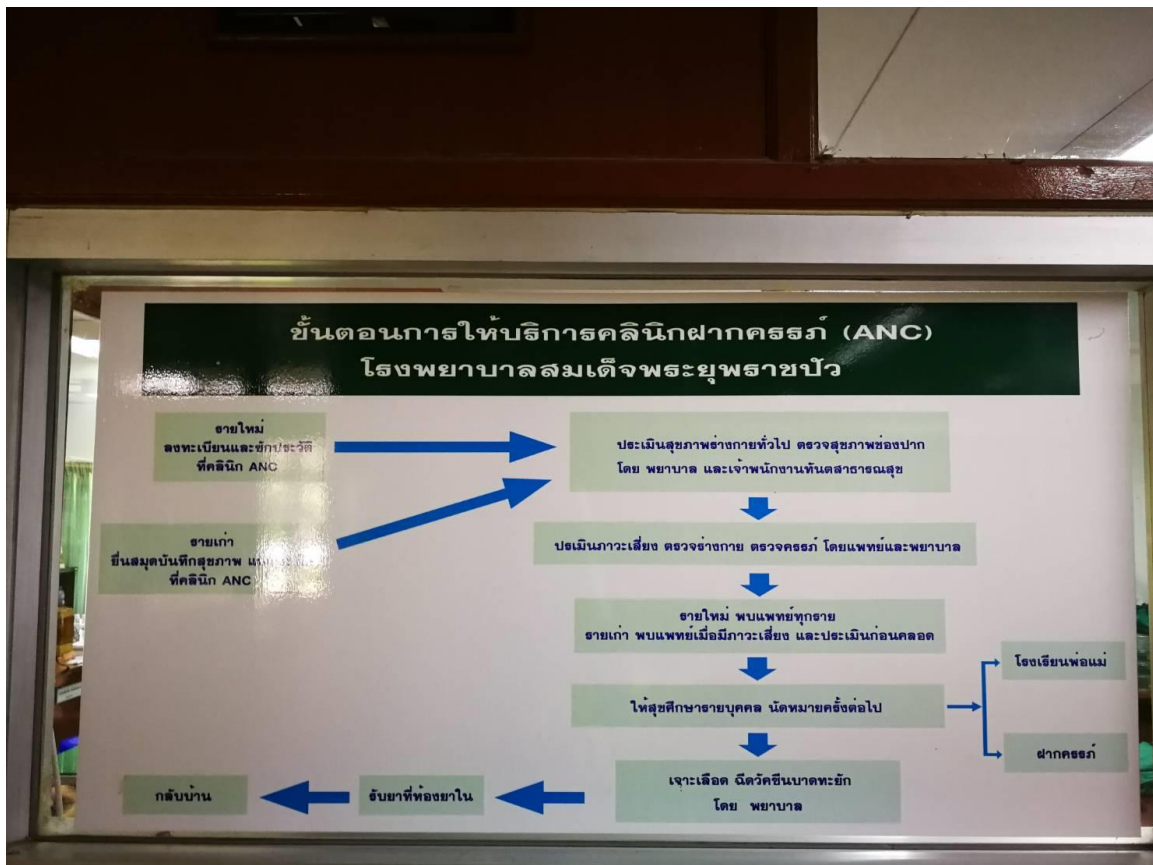 ขั้นตอนการให้บริการคลินิกฝากครรภ์ (ANC)
โรงพยาบาลสมเด็จพระยุพราชปัว
รายใหม่
ลงทะเบียนและซักประวัติ
ที่คลินิก ANC
รายเก่า
ยื่นสมุดบันทึกสุขภาพ
ที่คลินิก ANC
ประเมินสุขภาพร่างกายทั่วไป ตรวจสุขภาพช่องปาก
โดย พยาบาล และเจ้าพนักงานทันตสาธารณสุข
ประเมินภาวะเสี่ยง ตรวจร่างกาย ตรวจครรภ์ โดยแพทย์และพยาบาล
รายใหม่ พบแพทย์ทุกราย
รายเก่า พบแพทย์เมื่อมีภาวะเสี่ยง และประเมินก่อนคลอด
ให้สุขศึกษารายบุคคล นัดหมายครั้งต่อไป
โรงเรียนพ่อแม่
ฝากครรภ์
เจาะเลือด ฉีดวัคซีนบาดทะยัก
โดย พยาบาล
รับยาที่ห้องยาใน
กลับบ้าน